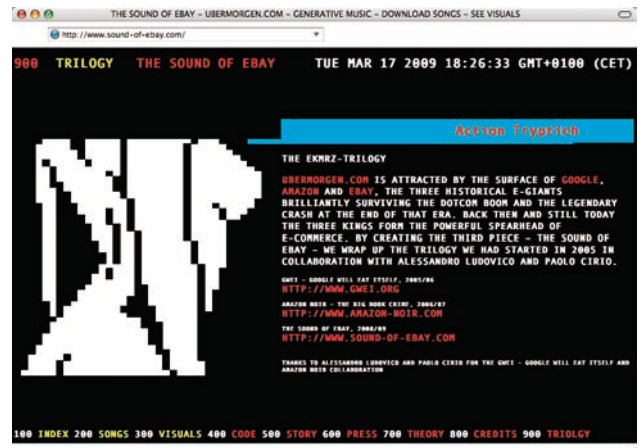 THE SOUND OF EBAY – UBERMORGEN.COM – GENERATIVE MUSIC – DOWNLOAD SONGS – SEE VISUALS
http://www.sound-of-ebay.com/
900 TRILOGY THE SOUND OF EBAY TUE MAR 17 2009 18:26:33 GMT+0100 (CET)
Action Tryptich
THE EKMRZ-TRILOGY
UBERMORGEN.COM IS ATTRACTED BY THE SURFACE OF GOOGLE,
AMAZON AND EBAY, THE THREE HISTORICAL E-GIANTS
BRILLIANTLY SURVIVING THE DOTCOM BOOM AND THE LEGENDARY
CRASH AT THE END OF THAT ERA. BACK THEN AND STILL TODAY
THE THREE KINGS FORM THE POWERFUL SPEARHEAD OF
E-COMMERCE. BY CREATING THE THIRD PIECE – THE SOUND OF
EBAY – WE WRAP UP THE TRILOGY WE HAD STARTED IN 2005 IN
COLLABORATION WITH ALESSANDRO LUDOVICO AND PAOLO CIRIO.
GWEI – GOOGLE WILL EAT ITSELF, 2005/06
HTTP://WWW.GWEI.ORG
AMAZON NOIR – THE BIG BOOK CRIME, 2006/07
HTTP://WWW.AMAZON-NOIR.COM
THE SOUND OF EBAY, 2008/09
HTTP://WWW.SOUND-OF-EBAY.COM
THANKS TO ALESSANDRO LUDOVICO AND PAOLO CIRIO FOR THE GWEI – GOOGLE WILL EAT ITSELF AND
AMAZON NOIR COLLABORATION
100 INDEX 200 SONGS 300 VISUALS 400 CODE 500 STORY 600 PRESS 700 THEORY 800 CREDITS 900 TRIOLGY